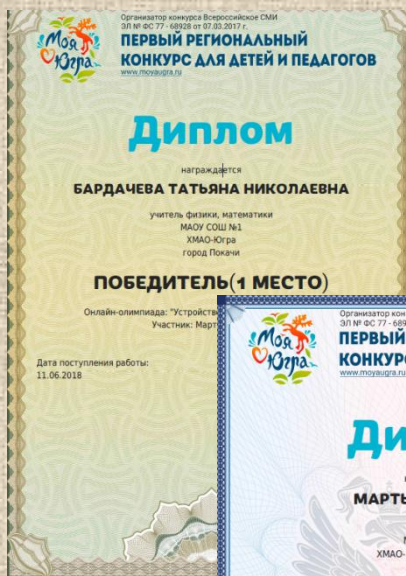 Моя
Югра
Организатор конкурса Всероссийское СМИ
ЭЛ № ФС 77 - 68928 от 07.03.2017 г.
ПЕРВЫЙ РЕГИОНАЛЬНЫЙ
КОНКУРС ДЛЯ ДЕТЕЙ И ПЕДАГОГОВ
www.moyaugra.ru
Диплом
награждается
БАРДАЧЕВА ТАТЬЯНА НИКОЛАЕВНА
учитель физики, математики
МАОУ СОШ №1
ХМАО-Югра
город Покачи
ПОБЕДИТЕЛЬ(1 МЕСТО)
Онлайн-олимпиада: "Устройство
Участник: Март
Дата поступления работы:
11.06.2018
Моя
Югра
Организатор кон
ЭЛ № ФС 77 - 689
ПЕРВЫЙ
КОНКУРС
www.moyaugra.ru
Ди
МАРТЫ
ХМАО-